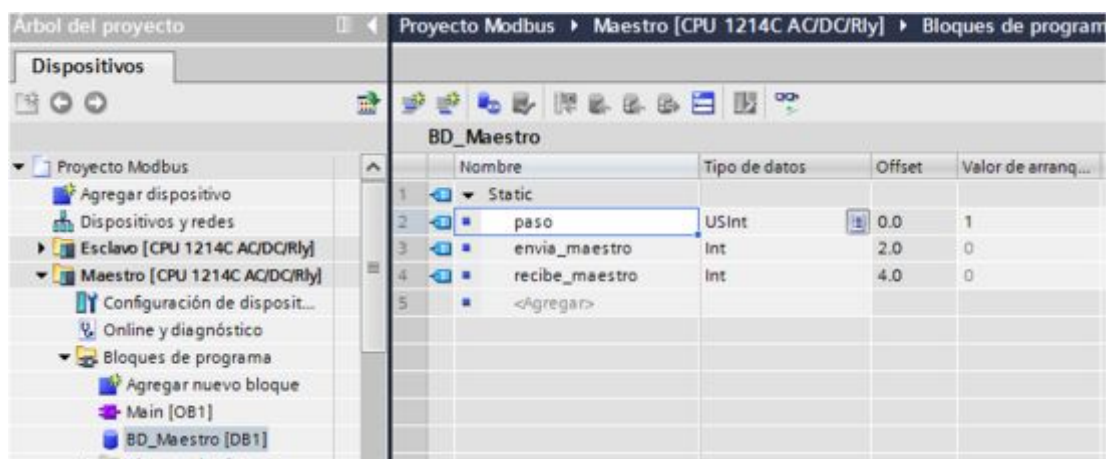 Árbol del proyecto
Proyecto Modbus Maestro [CPU 1214C AC/DC/Rly] Bloques de program
Dispositivos
BD_Maestro
Nombre Tipo de datos Offset Valor de arranq...
1 Static
2 paso USInt 0.0 1
3 envia_maestro Int 2.0 0
4 recibe_maestro Int 4.0 0
5 <Agregar>
Proyecto Modbus
Agregar dispositivo
Dispositivos y redes
Esclavo [CPU 1214C AC/DC/Rly]
Maestro [CPU 1214C AC/DC/Rly]
Configuración de disposit...
Online y diagnóstico
Bloques de programa
Agregar nuevo bloque
Main [OB1]
BD_Maestro [DB1]